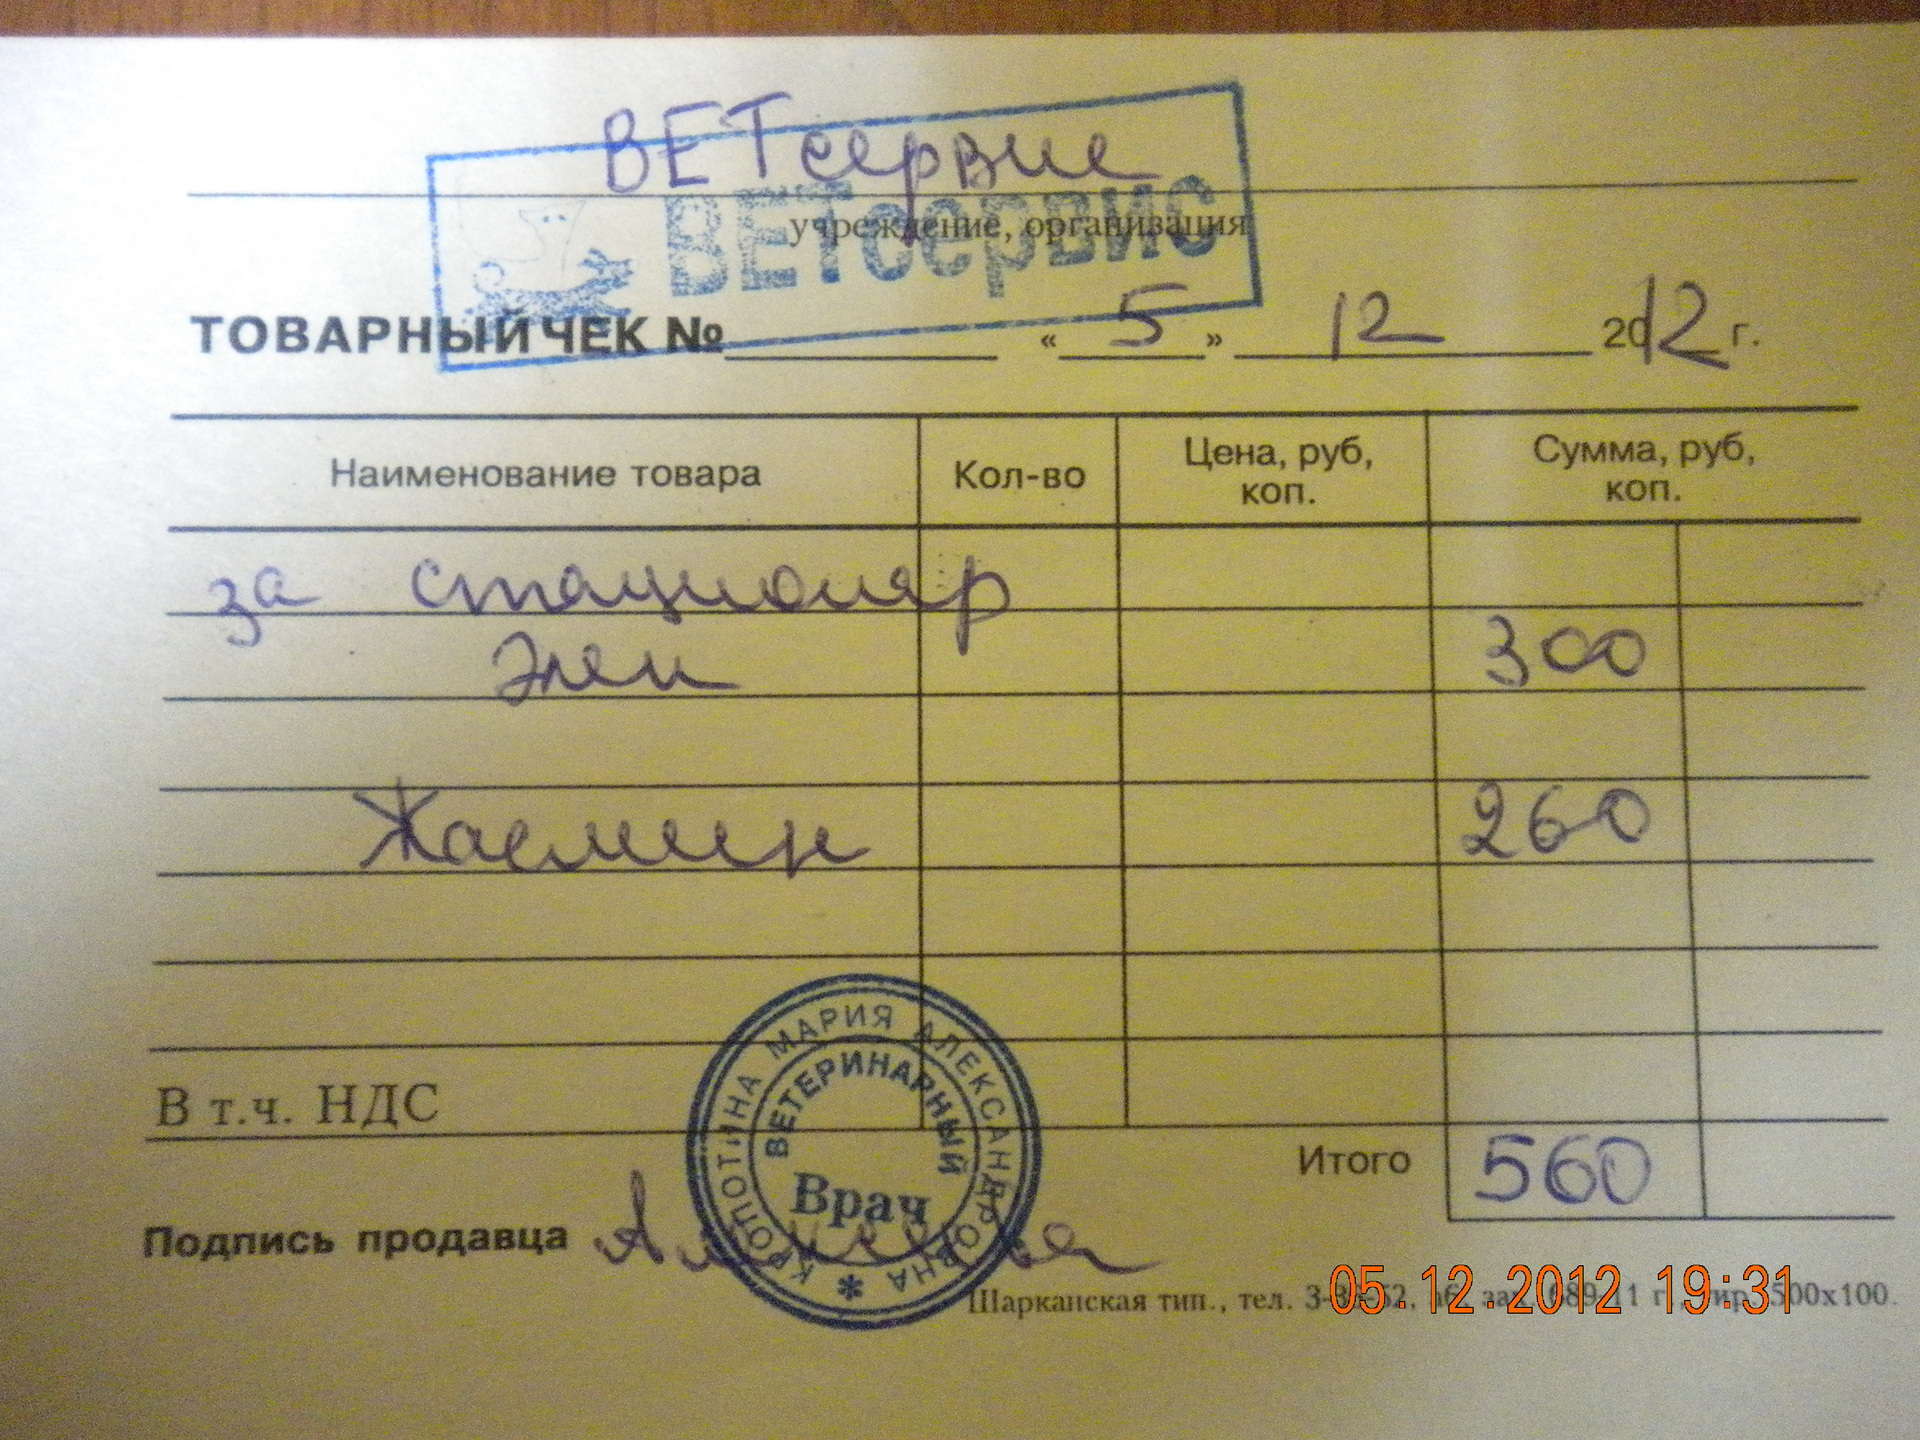 ВЕТсервис
ВЕТсервис
учреждение, организация
ТОВАРНЫЙ ЧЕК № « 5 » 12 2012 г.
Наименование товара Кол-во Цена, руб, коп. Сумма, руб, коп.
за стационар
300
Жасмин 260
В т.ч. НДС
Итого 560
КРОПОТИНА МАРИЯ АЛЕКСАНДРОВНА *
ВЕТЕРИНАРНЫЙ
Врач
Подпись продавца
Шарканская тип., тел.
500х100.
05.12.2012 19:31